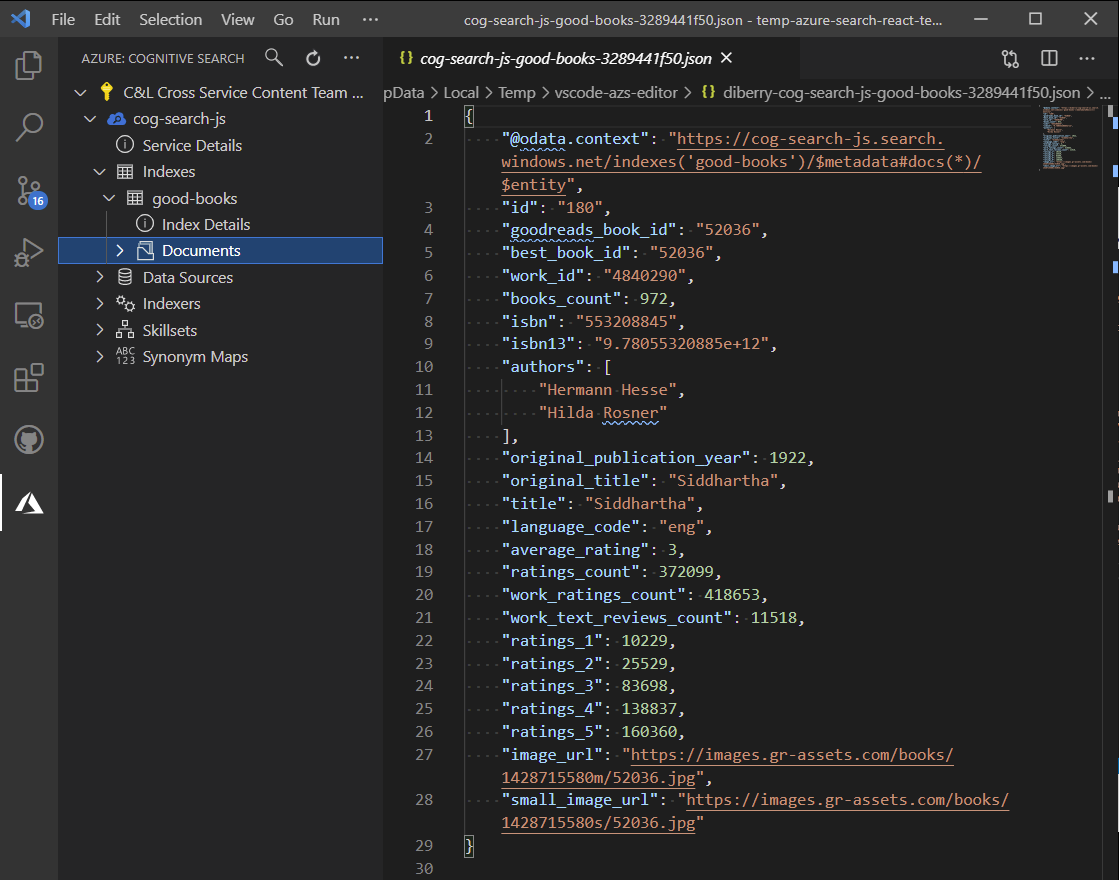 File Edit Selection View Go Run ··· cog-search-js-good-books-3289441f50.json - temp-azure-search-react-te...
AZURE: COGNITIVE SEARCH
C&L Cross Service Content Team ...
cog-search-js
Service Details
Indexes
good-books
Index Details
Documents
Data Sources
Indexers
Skillsets
ABC
123 Synonym Maps
16
{} cog-search-js-good-books-3289441f50.json
pData > Local > Temp > vscode-azs-editor > {} diberry-cog-search-js-good-books-3289441f50.json > ...
1 {
2 "@odata.context": "https://cog-search-js.search.
windows.net/indexes('good-books')/$metadata#docs(*)/
$entity",
3 "id": "180",
4 "goodreads_book_id": "52036",
5 "best_book_id": "52036",
6 "work_id": "4840290",
7 "books_count": 972,
8 "isbn": "553208845",
9 "isbn13": "9.78055320885e+12",
10 "authors": [
11 "Hermann Hesse",
12 "Hilda Rosner"
13 ],
14 "original_publication_year": 1922,
15 "original_title": "Siddhartha",
16 "title": "Siddhartha",
17 "language_code": "eng",
18 "average_rating": 3,
19 "ratings_count": 372099,
20 "work_ratings_count": 418653,
21 "work_text_reviews_count": 11518,
22 "ratings_1": 10229,
23 "ratings_2": 25529,
24 "ratings_3": 83698,
25 "ratings_4": 138837,
26 "ratings_5": 160360,
27 "image_url": "https://images.gr-assets.com/books/
1428715580m/52036.jpg",
28 "small_image_url": "https://images.gr-assets.com/books/
1428715580s/52036.jpg"
29 }
30